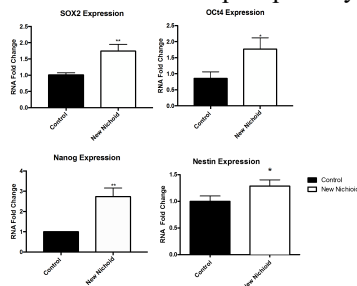 SOX2 Expression
RNA Fold Change
2.5
2.0
1.5
1.0
0.5
0.0
**
Control
New Nichoid
OCt4 Expression
RNA Fold Change
2.5
2.0
1.5
1.0
0.5
0.0
*
Control
New Nichoid
Nanog Expression
RNA Fold Change
4
3
2
1
0
**
Control
New Nichoid
Nestin Expression
RNA Fold Change
1.5
1.0
0.5
0.0
*
Control
New Nichioid
Control
New Nichioid